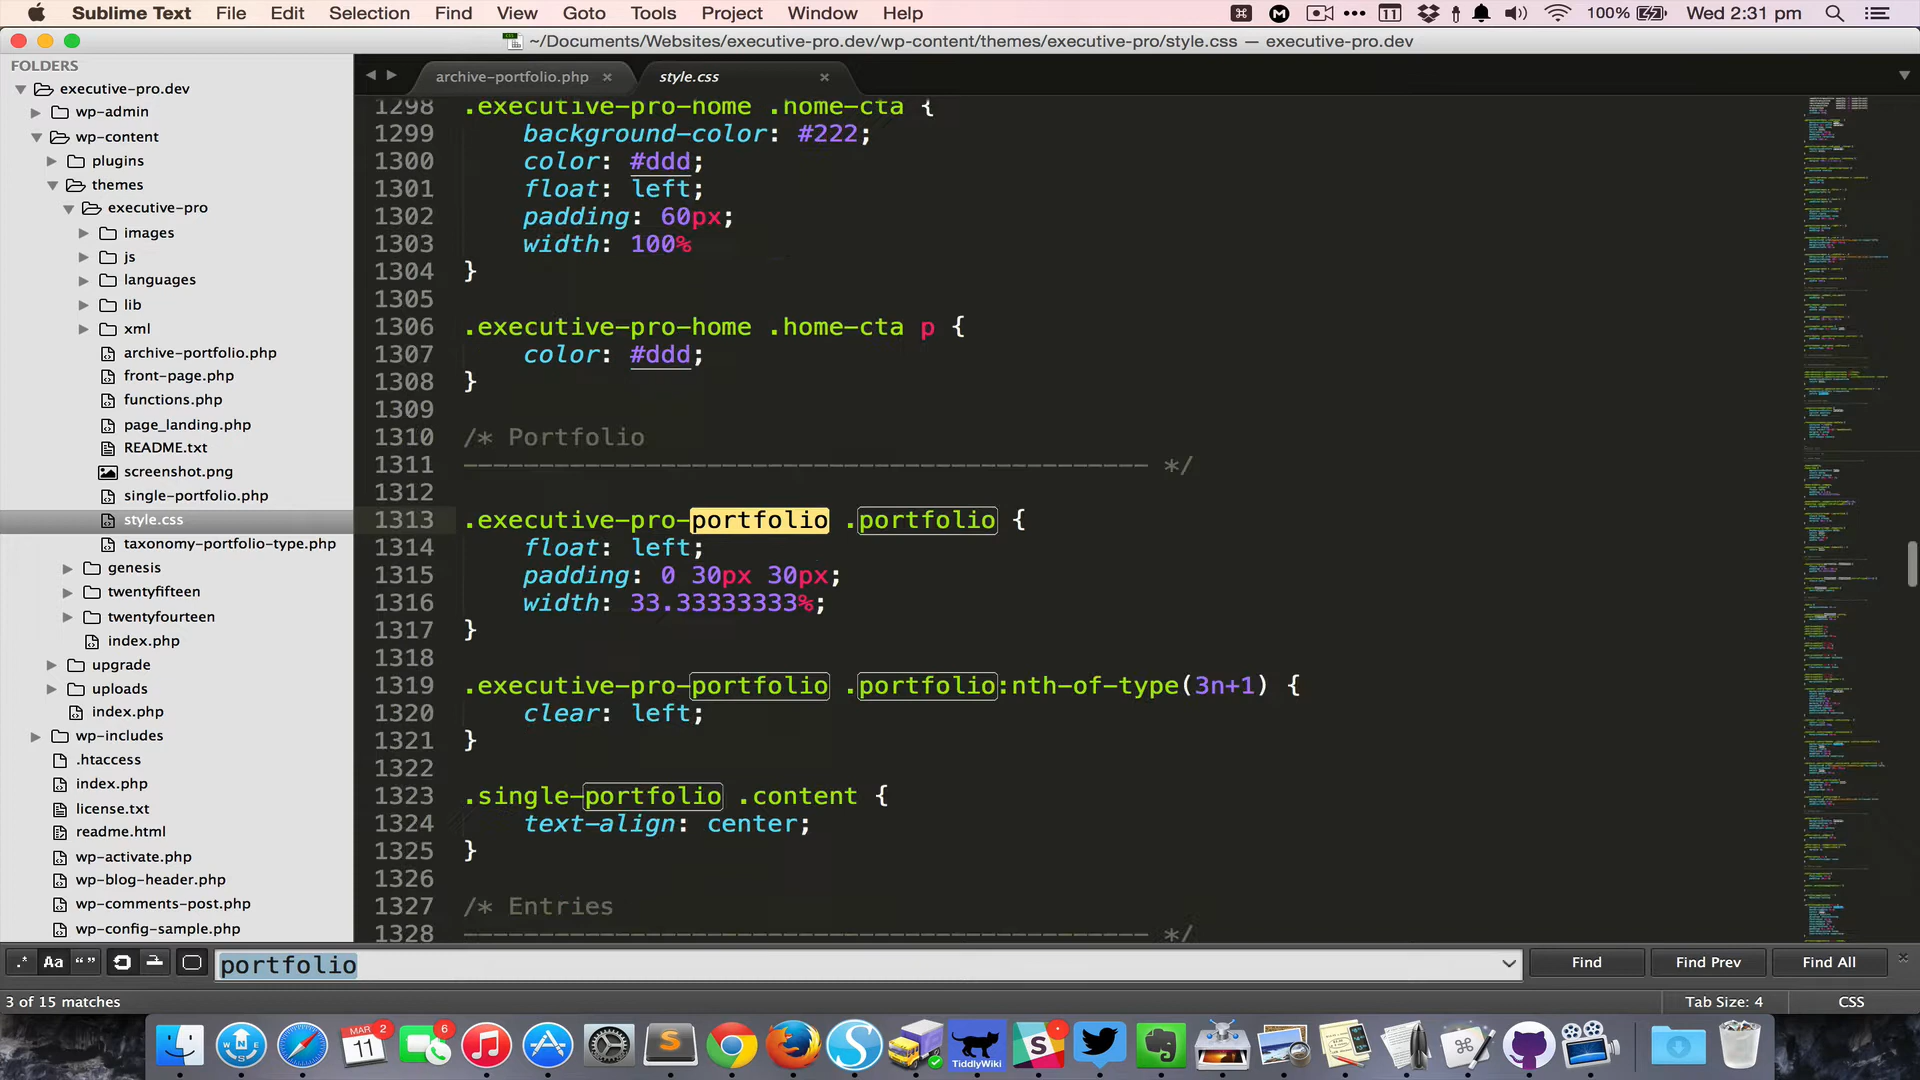 Sublime Text File Edit Selection Find View Goto Tools Project Window Help 11 100% Wed 2:31 pm
~/Documents/Websites/executive-pro.dev/wp-content/themes/executive-pro/style.css — executive-pro.dev
FOLDERS
executive-pro.dev
wp-admin
wp-content
plugins
themes
executive-pro
images
js
languages
lib
xml
archive-portfolio.php
front-page.php
functions.php
page_landing.php
README.txt
screenshot.png
single-portfolio.php
style.css
taxonomy-portfolio-type.php
genesis
twentyfifteen
twentyfourteen
index.php
upgrade
uploads
index.php
wp-includes
.htaccess
index.php
license.txt
readme.html
wp-activate.php
wp-blog-header.php
wp-comments-post.php
wp-config-sample.php
archive-portfolio.php × style.css ×
1298 .executive-pro-home .home-cta {
1299 background-color: #222;
1300 color: #ddd;
1301 float: left;
1302 padding: 60px;
1303 width: 100%
1304 }
1305
1306 .executive-pro-home .home-cta p {
1307 color: #ddd;
1308 }
1309
1310 /* Portfolio
1311 --------------------------------------------- */
1312
1313 .executive-pro-portfolio .portfolio {
1314 float: left;
1315 padding: 0 30px 30px;
1316 width: 33.33333333%;
1317 }
1318
1319 .executive-pro-portfolio .portfolio:nth-of-type(3n+1) {
1320 clear: left;
1321 }
1322
1323 .single-portfolio .content {
1324 text-align: center;
1325 }
1326
1327 /* Entries
1328 --------------------------------------------- */
.* Aa “ ” portfolio Find Find Prev Find All ×
3 of 15 matches Tab Size: 4 CSS
MAR 2 11 6 TiddlyWiki